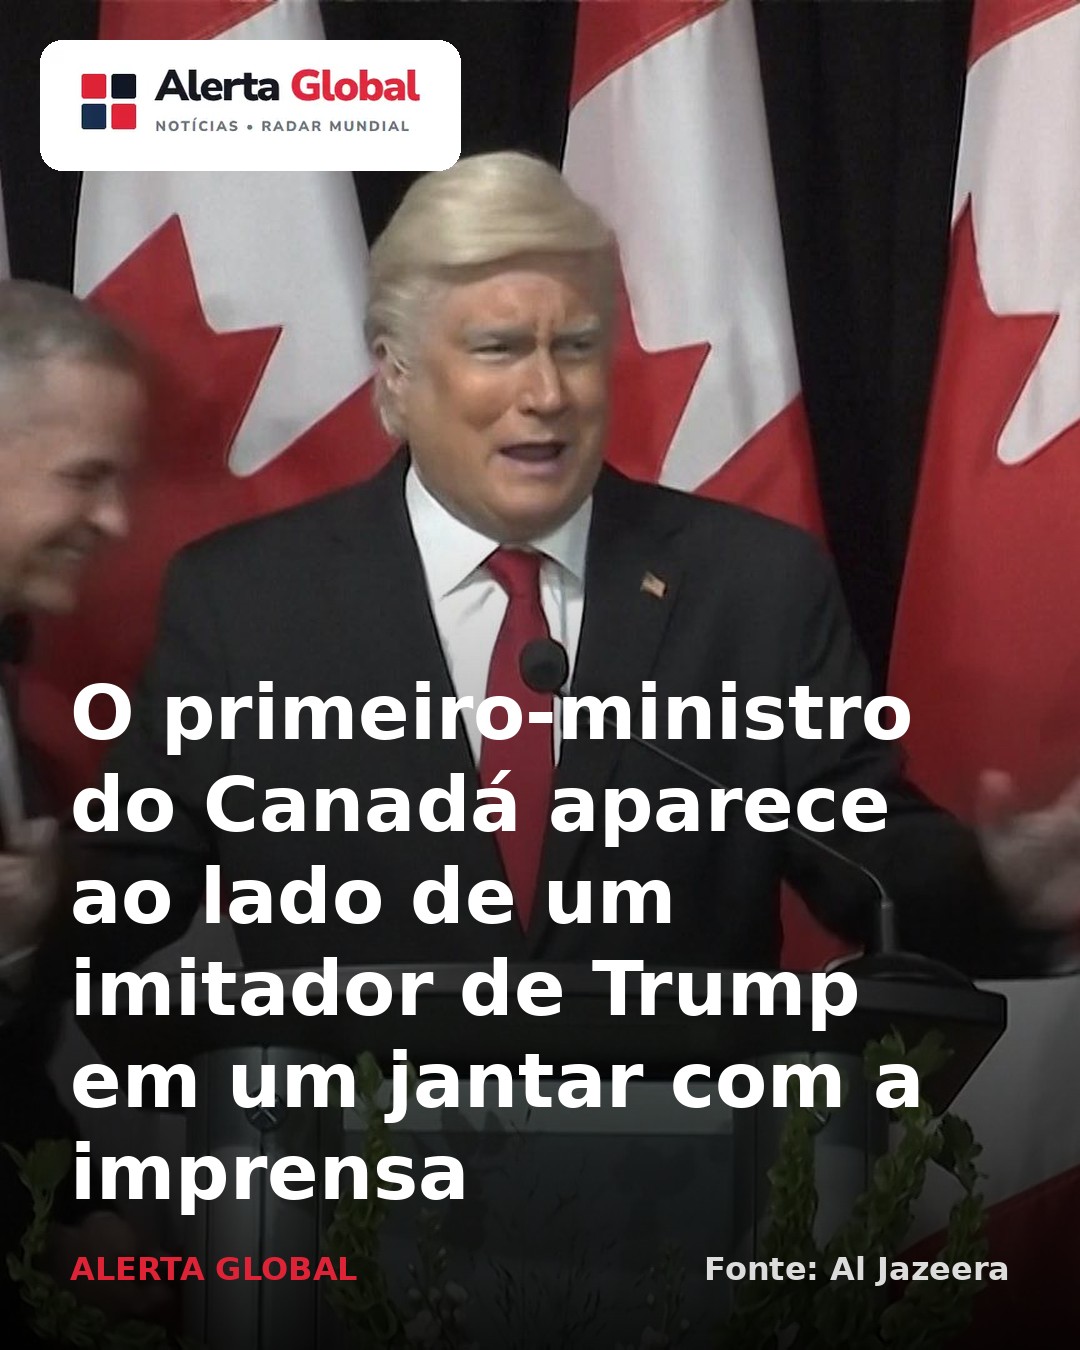 Alerta Global
NOTÍCIAS • RADAR MUNDIAL
O primeiro-ministro
do Canadá aparece
ao lado de um
imitador de Trump
em um jantar com a
imprensa
ALERTA GLOBAL
Fonte: Al Jazeera